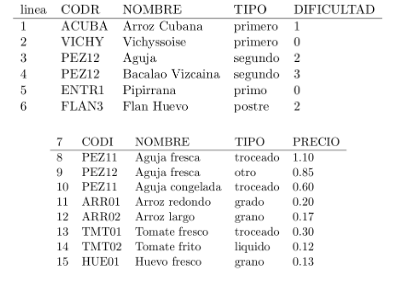 linea CODR NOMBRE TIPO DIFICULTAD
1 ACUBA Arroz Cubana primero 1
2 VICHY Vichyssoise primero 0
3 PEZ12 Aguja segundo 2
4 PEZ12 Bacalao Vizcaina segundo 3
5 ENTR1 Pipirrana primo 0
6 FLAN3 Flan Huevo postre 2
7 CODI NOMBRE TIPO PRECIO
8 PEZ11 Aguja fresca troceado 1.10
9 PEZ12 Aguja fresca otro 0.85
10 PEZ11 Aguja congelada troceado 0.60
11 ARR01 Arroz redondo grado 0.20
12 ARR02 Arroz largo grano 0.17
13 TMT01 Tomate fresco troceado 0.30
14 TMT02 Tomate frito liquido 0.12
15 HUE01 Huevo fresco grano 0.13